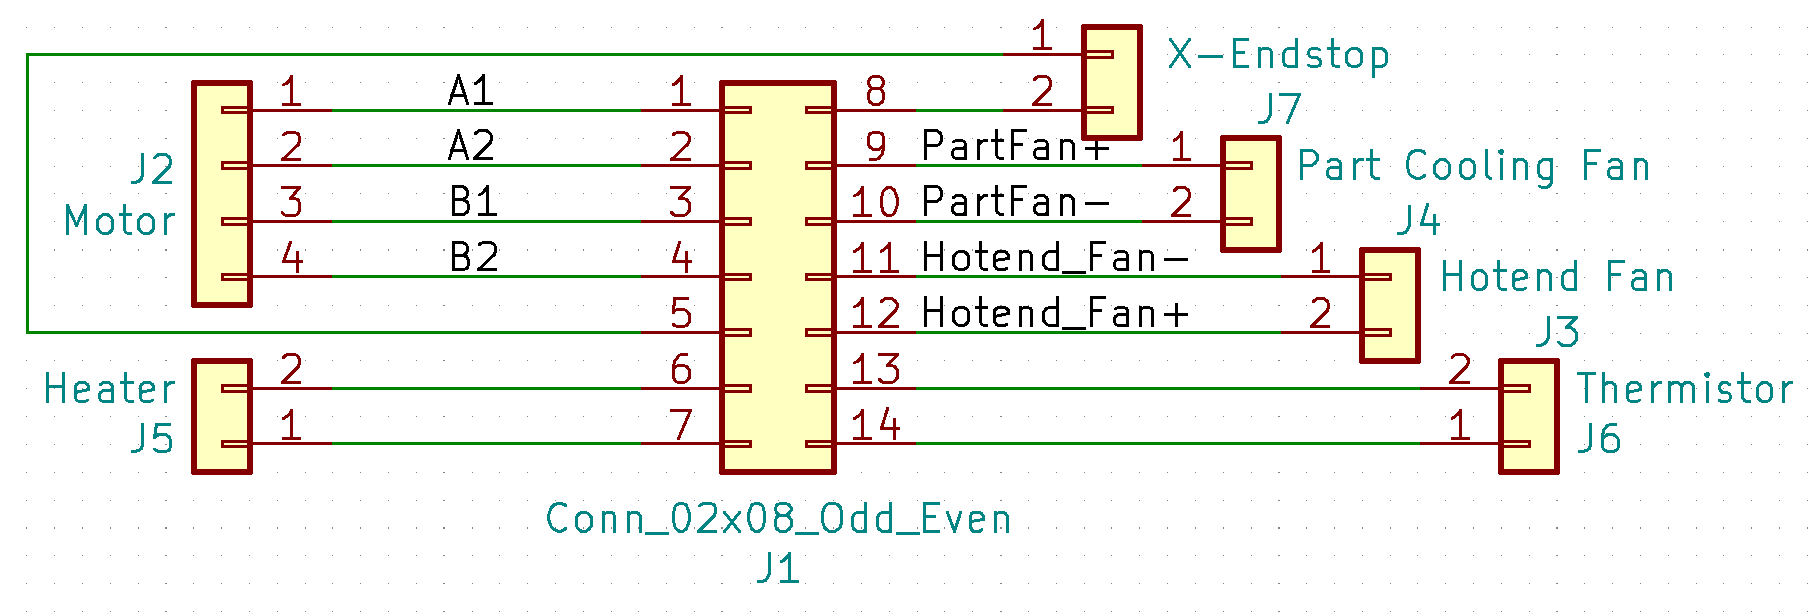 1
X-Endstop
1 A1 1 8 2
J7
2 A2 2 9 PartFan+ 1
J2
Part Cooling Fan
3 B1 3 10 PartFan- 2
Motor
J4
4 B2 4 11 Hotend_Fan- 1
Hotend Fan
5 12 Hotend_Fan+ 2
J3
2 6 13 2
Heater
Thermistor
1 7 14 1
J5
J6
Conn_02x08_Odd_Even
J1